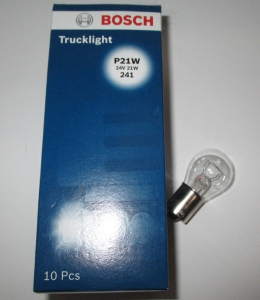 BOSCH
Trucklight
P21W
24V 21W
241
10 Pcs